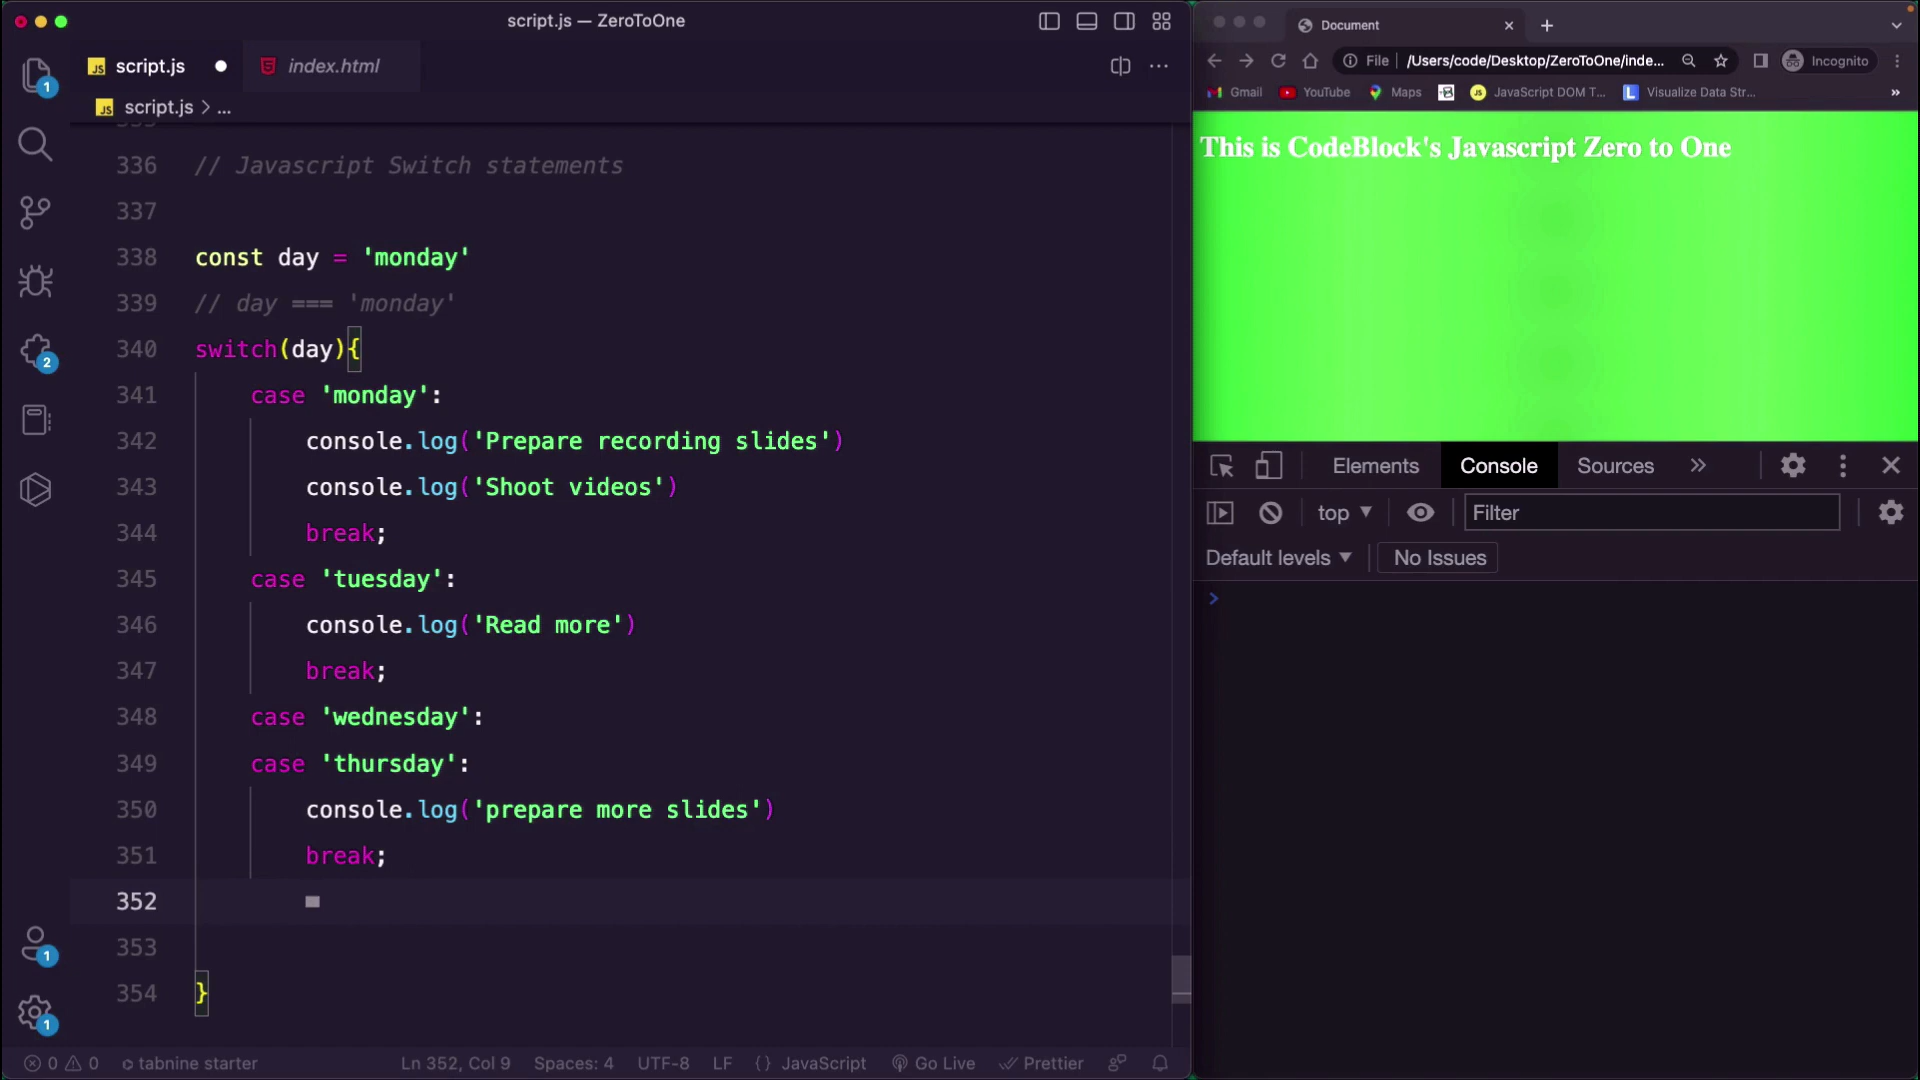 script.js — ZeroToOne
script.js
index.html
script.js > ...
336 // Javascript Switch statements
337
338 const day = 'monday'
339 // day === 'monday'
340 switch(day){
341 case 'monday':
342 console.log('Prepare recording slides')
343 console.log('Shoot videos')
344 break;
345 case 'tuesday':
346 console.log('Read more')
347 break;
348 case 'wednesday':
349 case 'thursday':
350 console.log('prepare more slides')
351 break;
352
353
354 }
1
2
1
1
0 0 tabnine starter Ln 352, Col 9 Spaces: 4 UTF-8 LF {} JavaScript Go Live Prettier
Document
File /Users/code/Desktop/ZeroToOne/inde... Incognito
Gmail YouTube Maps JavaScript DOM T... Visualize Data Str... »
This is CodeBlock's Javascript Zero to One
Elements Console Sources »
top Filter
Default levels No Issues
>